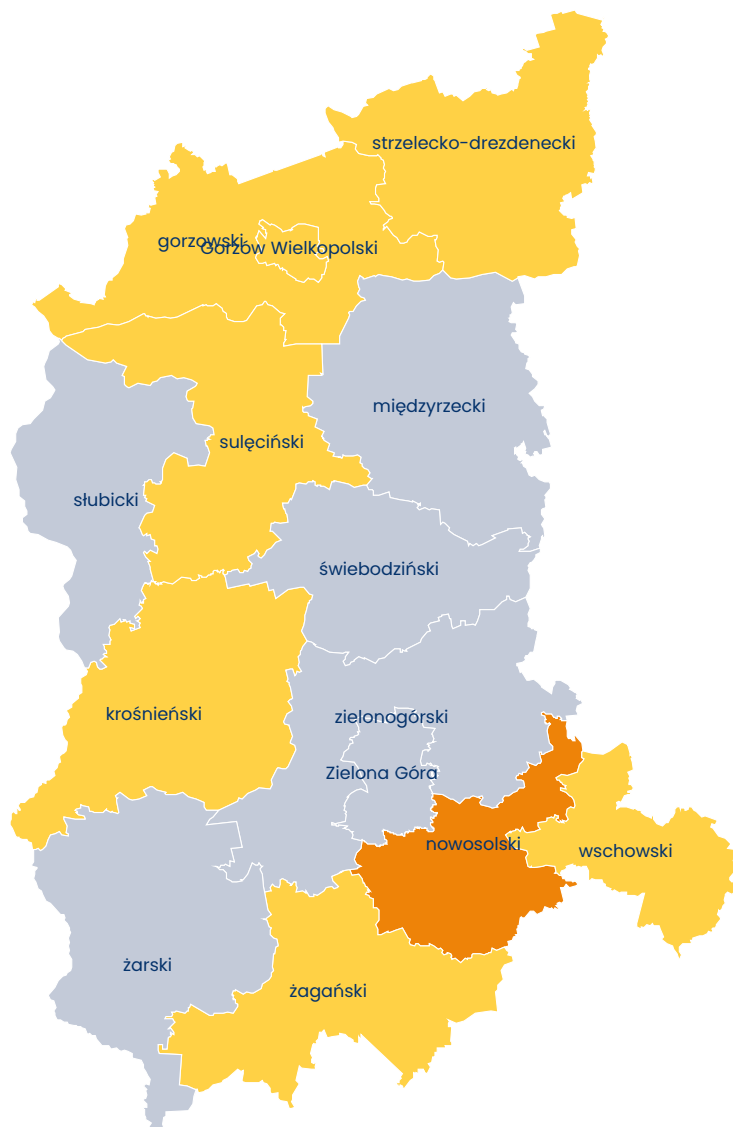 strzelecko-drezdenecki
gorzowski
Gorzów Wielkopolski
międzyrzecki
sulęciński
słubicki
świebodziński
krośnieński
zielonogórski
Zielona Góra
nowosolski
wschowski
żarski
żagański